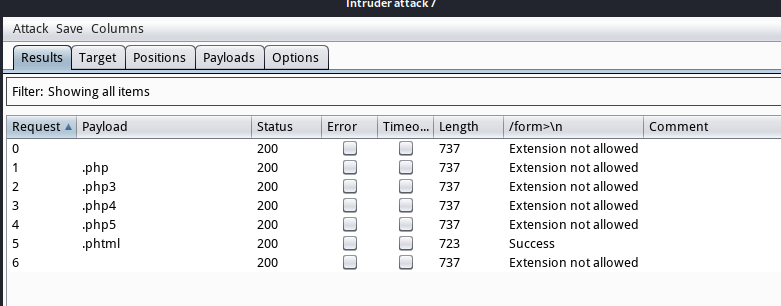 Intruder attack 7
Attack Save Columns
Results Target Positions Payloads Options
Filter: Showing all items
Request Payload Status Error Timeo... Length /form>\n Comment
0 200 737 Extension not allowed
1 .php 200 737 Extension not allowed
2 .php3 200 737 Extension not allowed
3 .php4 200 737 Extension not allowed
4 .php5 200 737 Extension not allowed
5 .phtml 200 723 Success
6 200 737 Extension not allowed